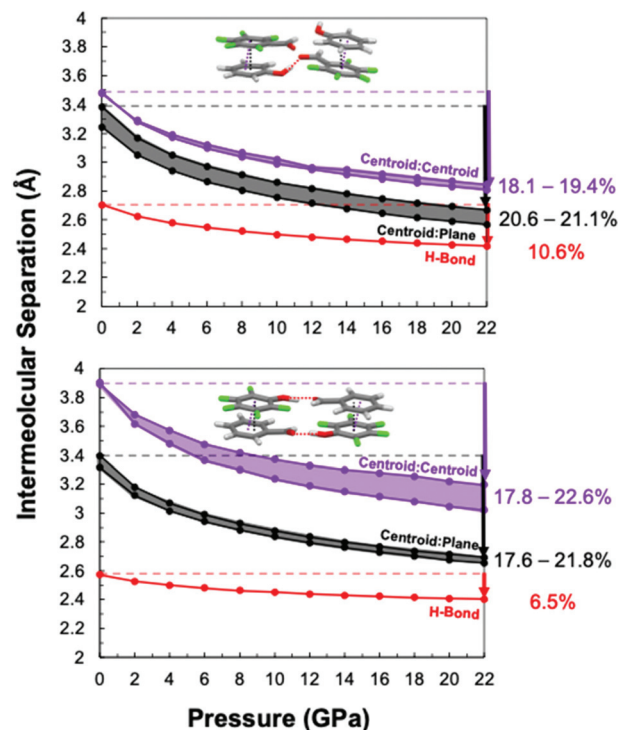 Intermeolcular Separation (Å)
4
3.8
3.6
3.4
3.2
3
2.8
2.6
2.4
2.2
2
Centroid:Centroid
18.1 – 19.4%
20.6 – 21.1%
Centroid:Plane
H-Bond
10.6%
0 2 4 6 8 10 12 14 16 18 20 22
4
3.8
3.6
3.4
3.2
3
2.8
2.6
2.4
2.2
2
Centroid:Centroid
17.8 – 22.6%
Centroid:Plane
17.6 – 21.8%
H-Bond
6.5%
0 2 4 6 8 10 12 14 16 18 20 22
Pressure (GPa)